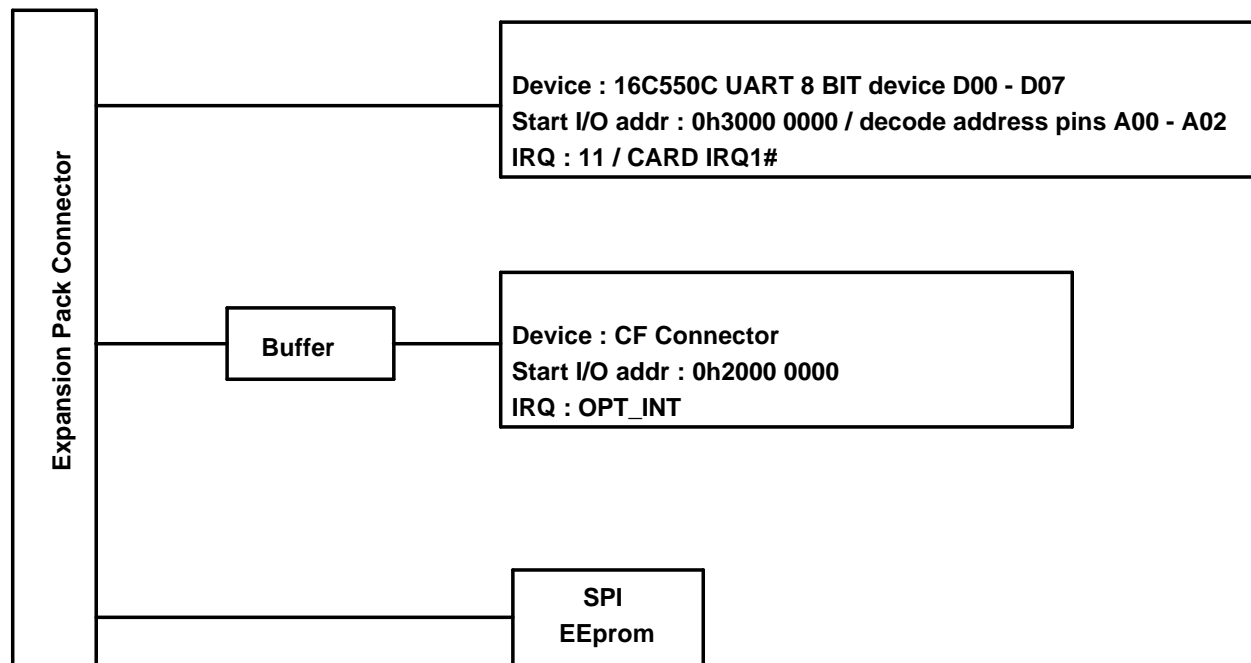 Expansion Pack Connector
Device : 16C550C UART 8 BIT device D00 - D07
Start I/O addr : 0h3000 0000 / decode address pins A00 - A02
IRQ : 11 / CARD IRQ1#
Buffer
Device : CF Connector
Start I/O addr : 0h2000 0000
IRQ : OPT_INT
SPI
EEprom